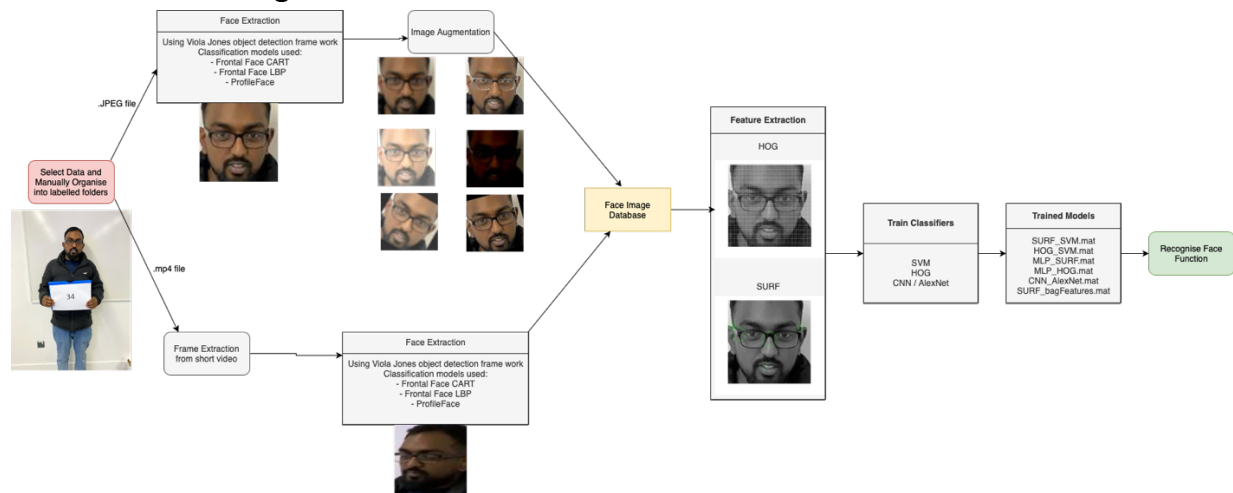 Face Extraction
Using Viola Jones object detection frame work
Classification models used:
- Frontal Face CART
- Frontal Face LBP
- ProfileFace
Image Augmentation
.JPEG file
Select Data and
Manually Organise
into labelled folders
34
.mp4 file
Frame Extraction
from short video
Face Extraction
Using Viola Jones object detection frame work
Classification models used:
- Frontal Face CART
- Frontal Face LBP
- ProfileFace
Face Image
Database
Feature Extraction
HOG
SURF
Train Classifiers
SVM
HOG
CNN / AlexNet
Trained Models
SURF_SVM.mat
HOG_SVM.mat
MLP_SURF.mat
MLP_HOG.mat
CNN_AlexNet.mat
SURF_bagFeatures.mat
Recognise Face
Function